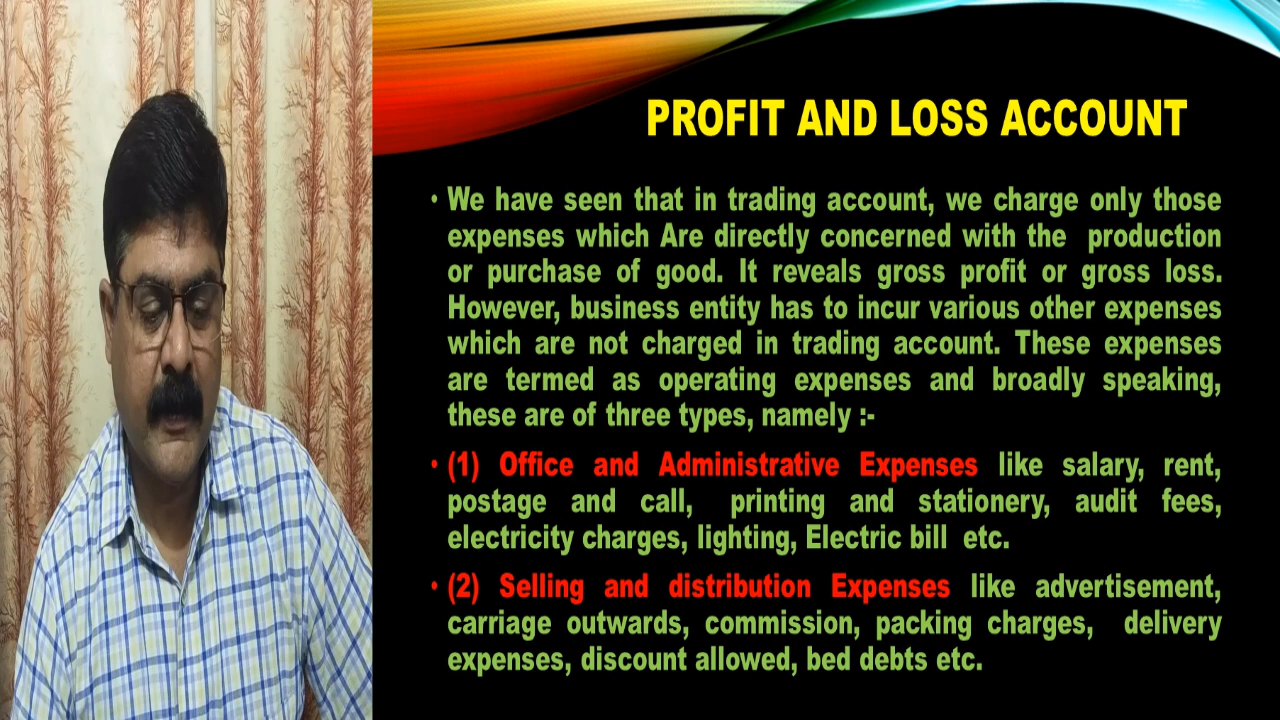 PROFIT AND LOSS ACCOUNT
• We have seen that in trading account, we charge only those
expenses which Are directly concerned with the production
or purchase of good. It reveals gross profit or gross loss.
However, business entity has to incur various other expenses
which are not charged in trading account. These expenses
are termed as operating expenses and broadly speaking,
these are of three types, namely :-
• (1) Office and Administrative Expenses like salary, rent,
postage and call, printing and stationery, audit fees,
electricity charges, lighting, Electric bill etc.
• (2) Selling and distribution Expenses like advertisement,
carriage outwards, commission, packing charges, delivery
expenses, discount allowed, bed debts etc.